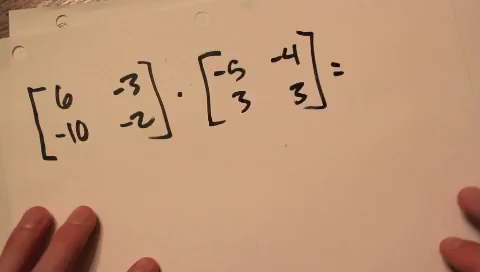 [6 -3] · [-5 -4] =
[-10 -2] [3 3]